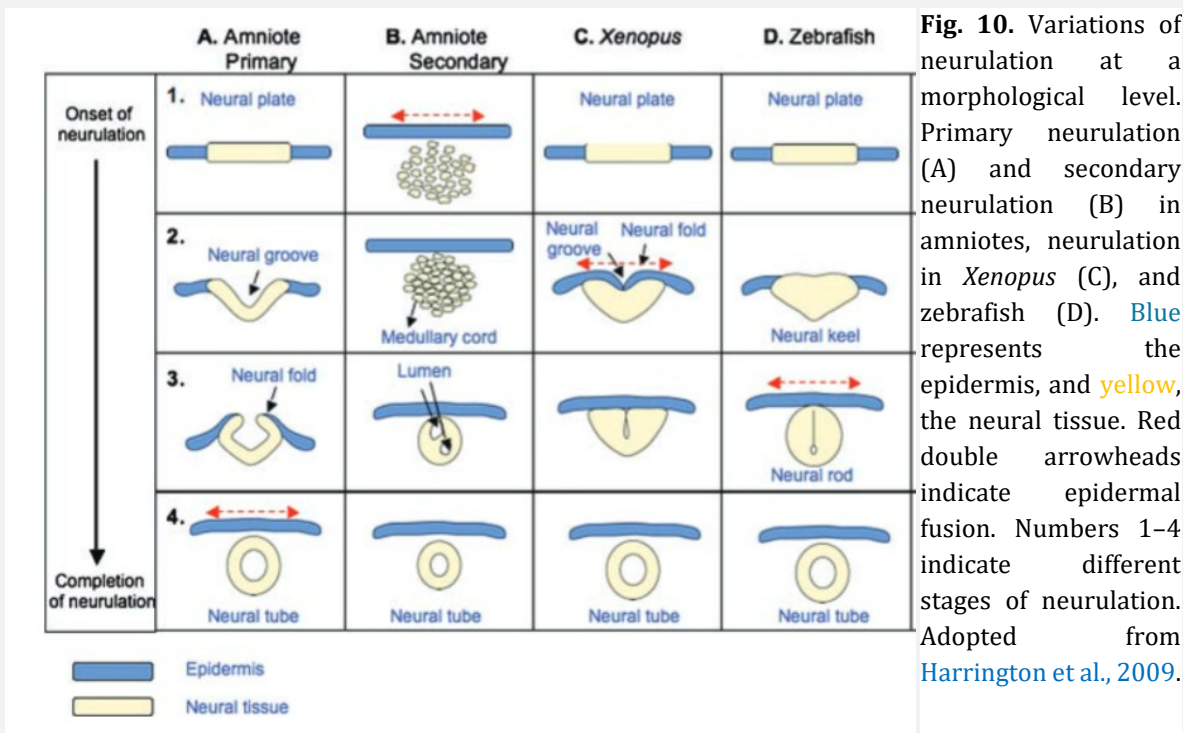 A. Amniote Primary
B. Amniote Secondary
C. Xenopus
D. Zebrafish
Onset of neurulation
1. Neural plate
Neural plate
Neural plate
2. Neural groove
Medullary cord
Neural groove
Neural fold
Neural keel
3. Neural fold
Lumen
Neural rod
4.
Completion of neurulation
Neural tube
Neural tube
Neural tube
Neural tube
Epidermis
Neural tissue
Fig. 10. Variations of
neurulation at a
morphological level.
Primary neurulation
(A) and secondary
neurulation (B) in
amniotes, neurulation
in Xenopus (C), and
zebrafish (D). Blue
represents the
epidermis, and yellow,
the neural tissue. Red
double arrowheads
indicate epidermal
fusion. Numbers 1–4
indicate different
stages of neurulation.
Adopted from
Harrington et al., 2009.